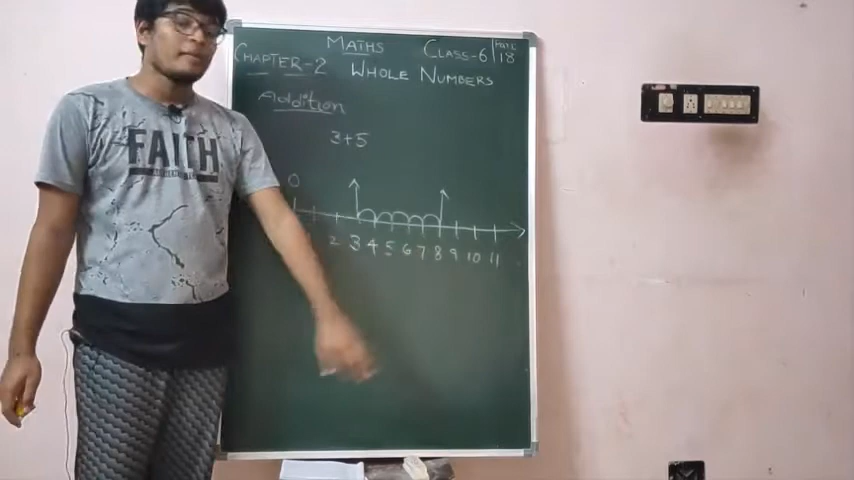 MATHS
CLASS-6
Part 18
CHAPTER-2 WHOLE NUMBERS
Addition
3+5
0
2 3 4 5 6 7 8 9 10 11
FAITH